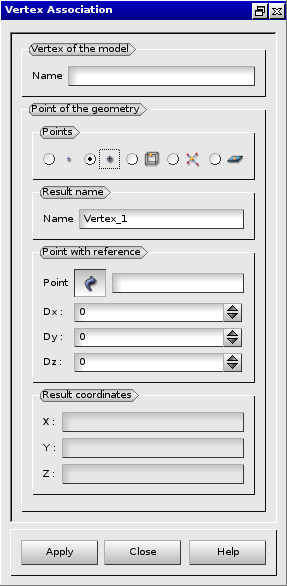 Vertex Association
Vertex of the model
Name
Point of the geometry
Points
Result name
Name Vertex_1
Point with reference
Point
Dx : 0
Dy : 0
Dz : 0
Result coordinates
X :
Y :
Z :
Apply Close Help